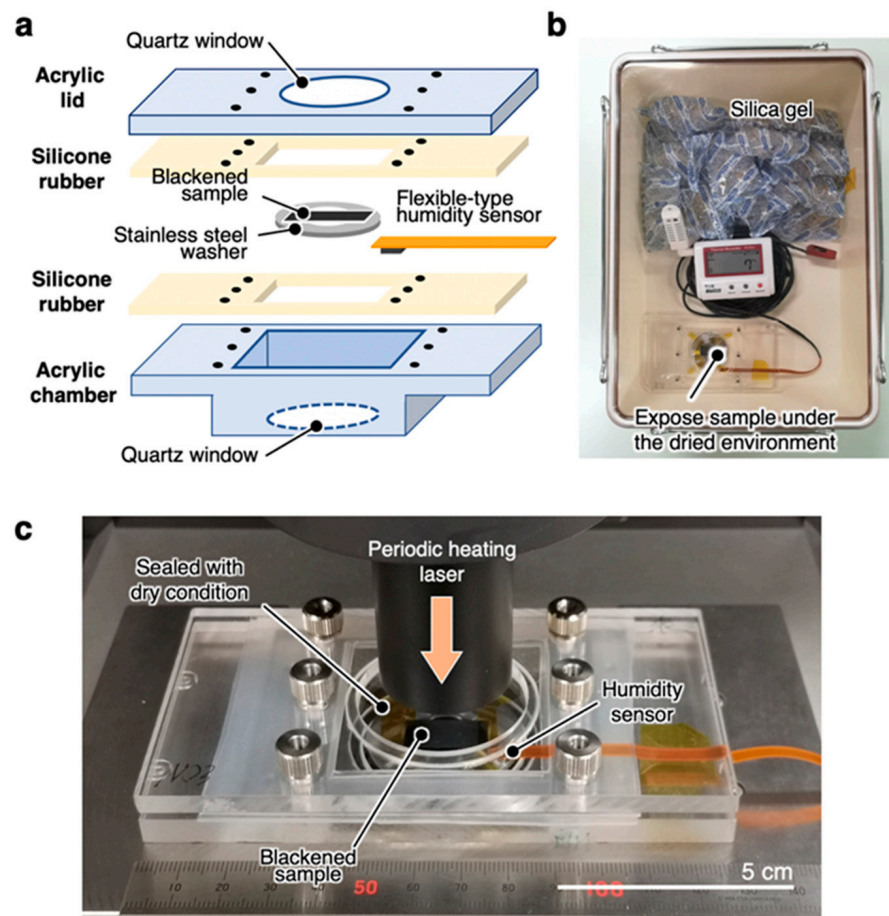 a
Quartz window
Acrylic
lid
Silicone
rubber
Blackened
sample
Flexible-type
humidity sensor
Stainless steel
washer
Silicone
rubber
Acrylic
chamber
Quartz window
b
Silica gel
Expose sample under
the dried environment
c
Periodic heating
laser
Sealed with
dry condition
Humidity
sensor
Blackened
sample
5 cm
10 20 30 40 50 60 70 80 90 100 130 140